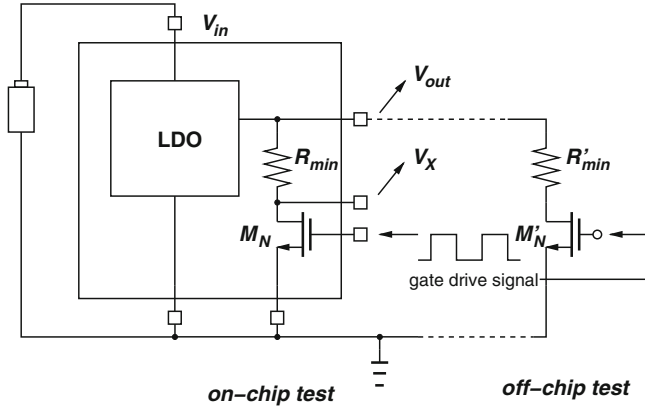 V_in
V_out
LDO
R_min
R'_min
V_X
M_N
M'_N
gate drive signal
on-chip test
off-chip test